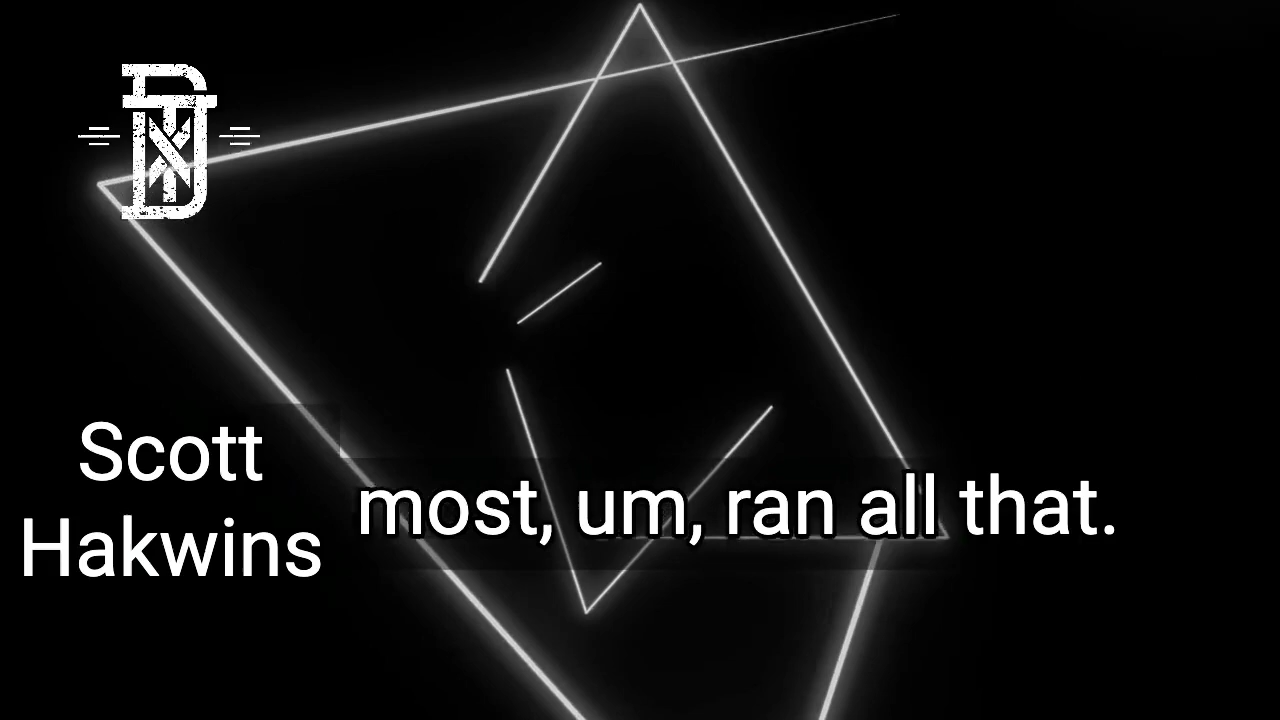 Scott
Hakwins
most, um, ran all that.